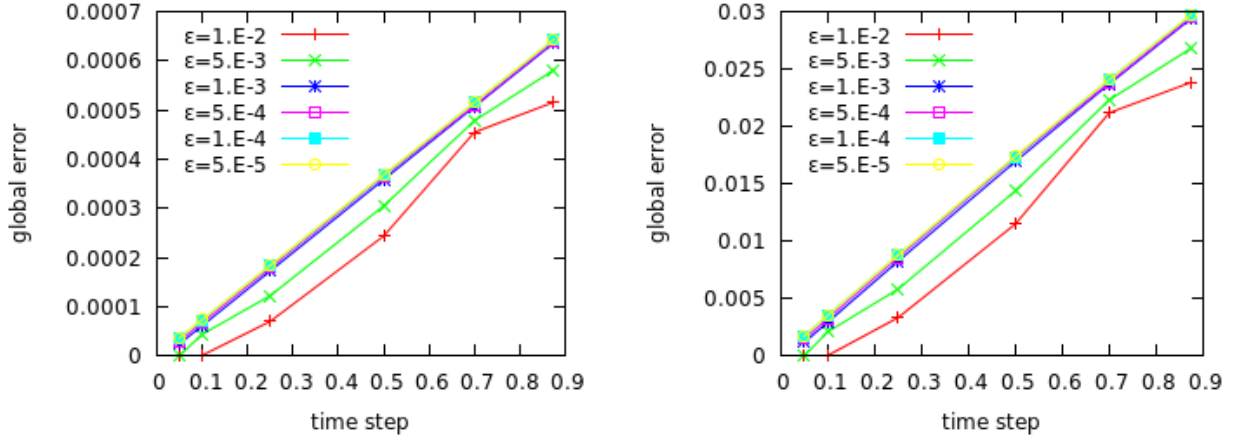 0.0007
0.0006
0.0005
0.0004
0.0003
0.0002
0.0001
0
global error
ε=1.E-2
ε=5.E-3
ε=1.E-3
ε=5.E-4
ε=1.E-4
ε=5.E-5
0 0.1 0.2 0.3 0.4 0.5 0.6 0.7 0.8 0.9
time step
0.03
0.025
0.02
0.015
0.01
0.005
0
global error
ε=1.E-2
ε=5.E-3
ε=1.E-3
ε=5.E-4
ε=1.E-4
ε=5.E-5
0 0.1 0.2 0.3 0.4 0.5 0.6 0.7 0.8 0.9
time step